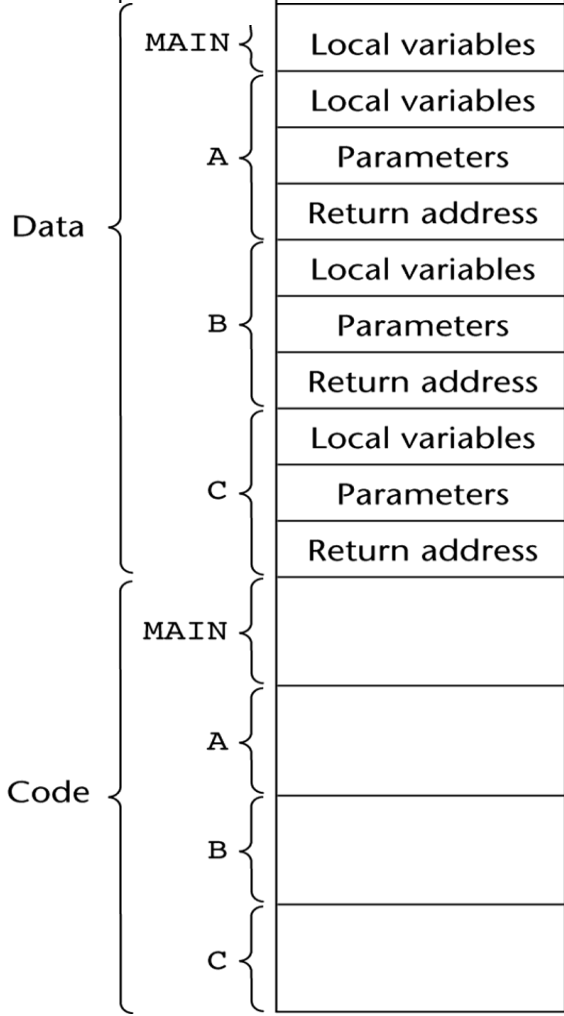 MAIN
Local variables
Local variables
A
Parameters
Return address
Data
Local variables
B
Parameters
Return address
Local variables
C
Parameters
Return address
MAIN
A
Code
B
C